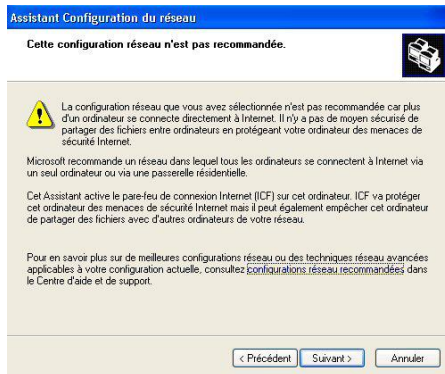 Assistant Configuration du réseau
Cette configuration réseau n'est pas recommandée.
La configuration réseau que vous avez sélectionnée n'est pas recommandée car plus
d'un ordinateur se connecte directement à Internet. Il n'y a pas de moyen sécurisé de
partager des fichiers entre ordinateurs en protégeant votre ordinateur des menaces de
sécurité Internet.
Microsoft recommande un réseau dans lequel tous les ordinateurs se connectent à Internet via
un seul ordinateur ou via une passerelle résidentielle.
Cet Assistant active le pare-feu de connexion Internet (ICF) sur cet ordinateur. ICF va protéger
cet ordinateur des menaces de sécurité Internet mais il peut également empêcher cet ordinateur
de partager des fichiers avec d'autres ordinateurs de votre réseau.
Pour en savoir plus sur de meilleures configurations réseau ou des techniques réseau avancées
applicables à votre configuration actuelle, consultez configurations réseau recommandées dans
le Centre d'aide et de support.
< Précédent Suivant > Annuler